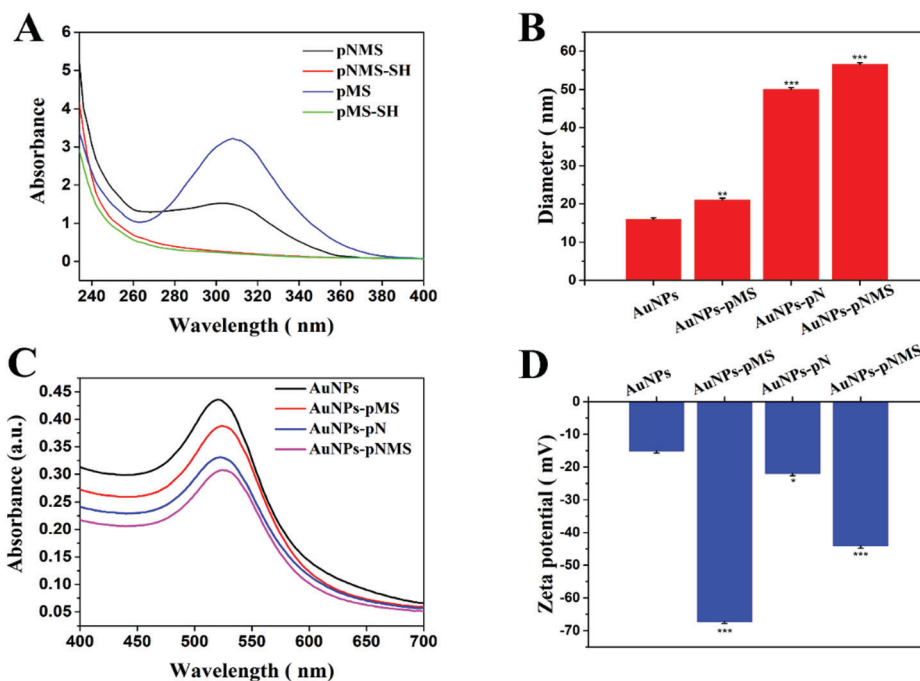 A
pNMS
pNMS-SH
pMS
pMS-SH
Absorbance
6
5
4
3
2
1
0
240 260 280 300 320 340 360 380 400
Wavelength ( nm)
B
Diameter ( nm)
60
50
40
30
20
10
0
**
***
***
AuNPs
AuNPs-pMS
AuNPs-pN
AuNPs-pNMS
C
AuNPs
AuNPs-pMS
AuNPs-pN
AuNPs-pNMS
Absorbance (a.u.)
0.45
0.40
0.35
0.30
0.25
0.20
0.15
0.10
0.05
400 450 500 550 600 650 700
Wavelength ( nm)
D
AuNPs
AuNPs-pMS
AuNPs-pN
AuNPs-pNMS
Zeta potential ( mV)
0
-10
-20
-30
-40
-50
-60
-70
***
*
***